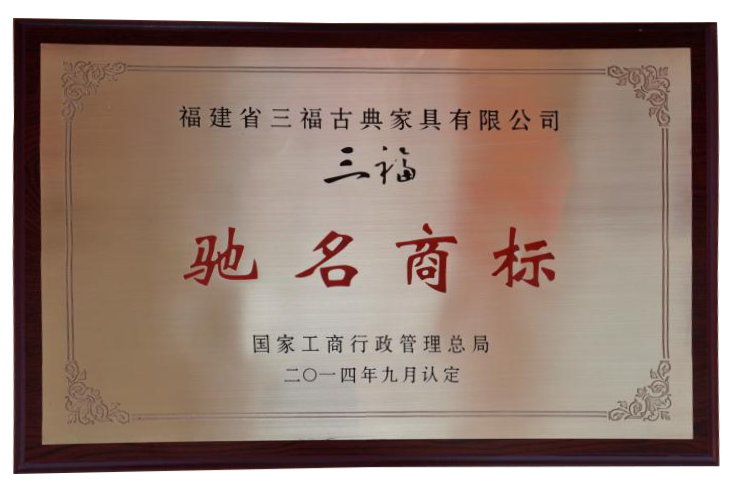 福建省三福古典家具有限公司
三福
驰名商标
国家工商行政管理总局
二〇一四年九月认定